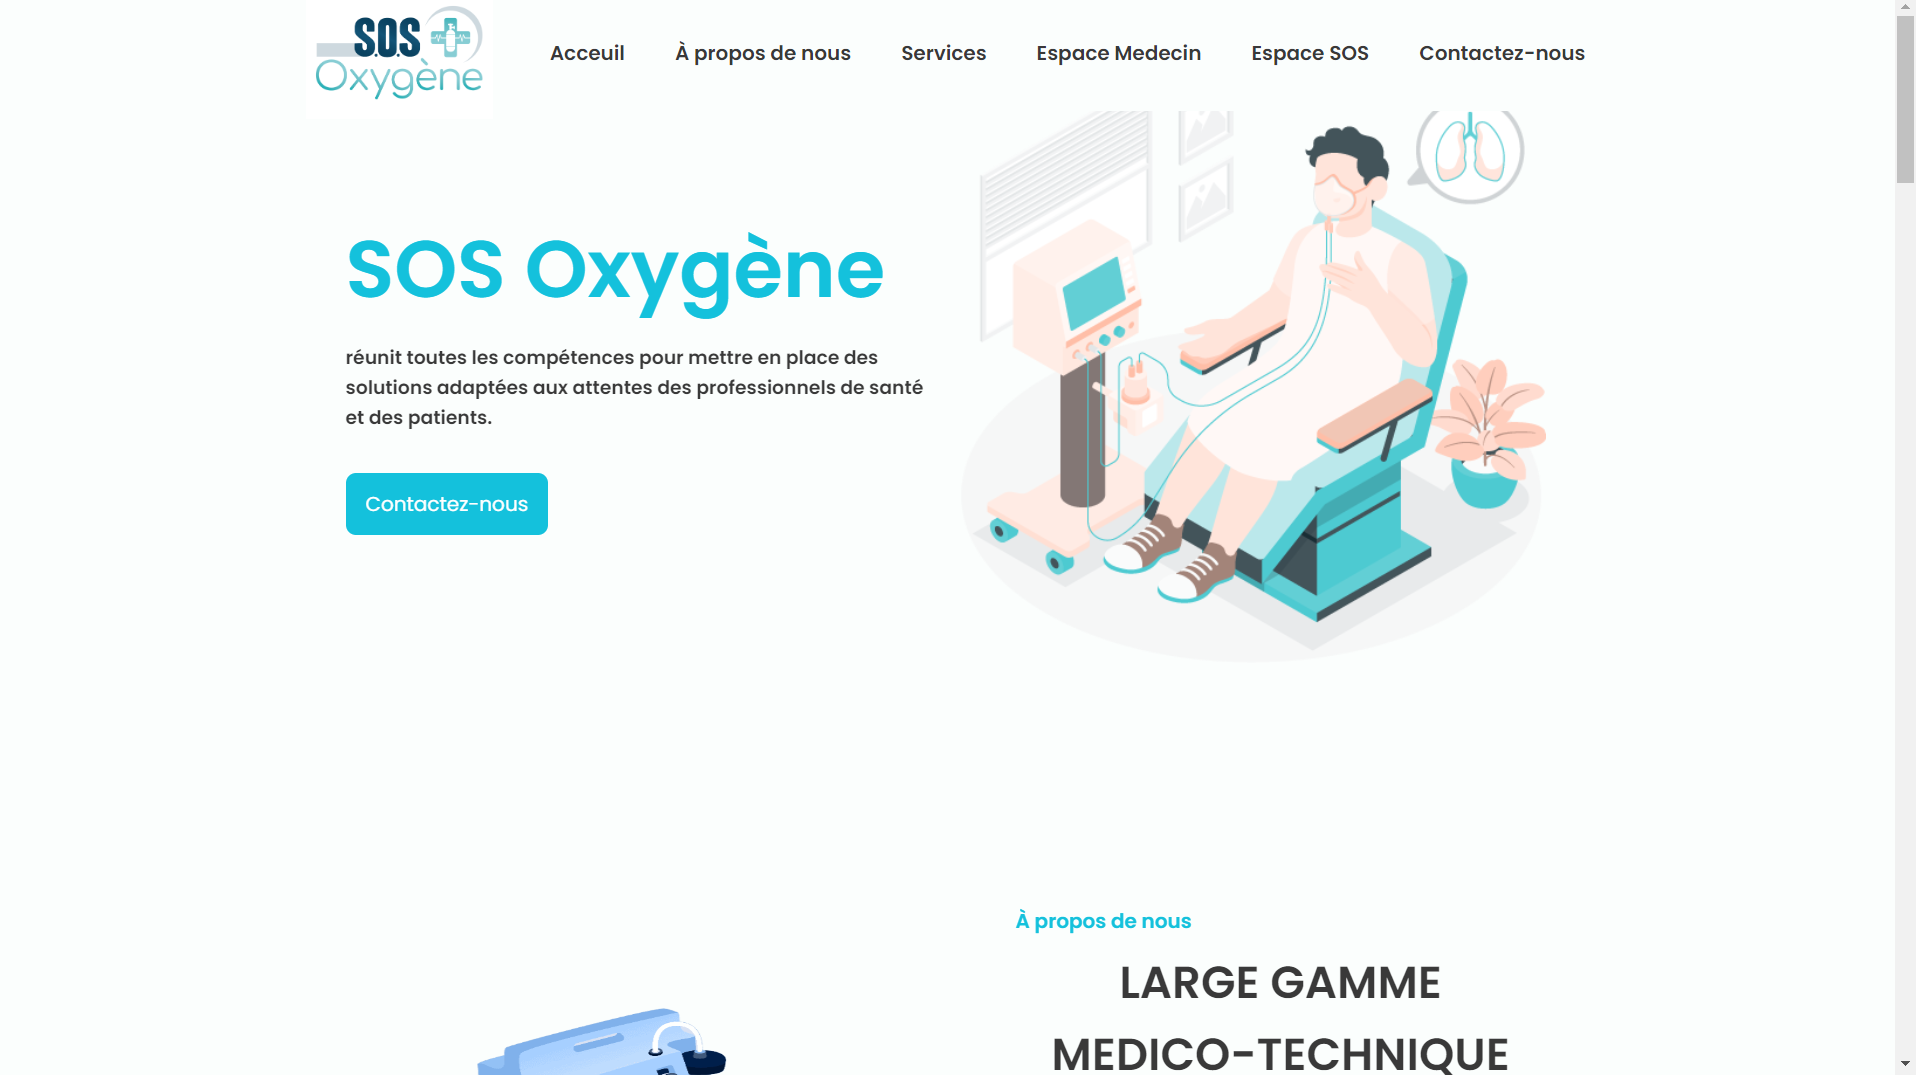 S.O.S
Oxygène
Acceuil
À propos de nous
Services
Espace Medecin
Espace SOS
Contactez-nous
SOS Oxygène
réunit toutes les compétences pour mettre en place des
solutions adaptées aux attentes des professionnels de santé
et des patients.
Contactez-nous
À propos de nous
LARGE GAMME
MEDICO-TECHNIQUE